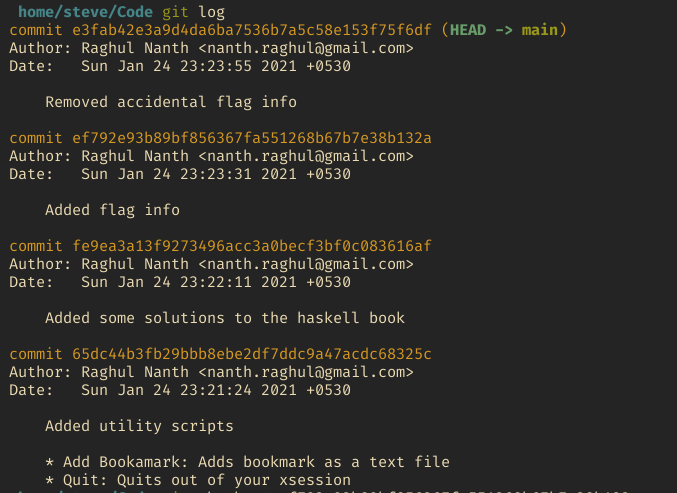 home/steve/Code git log
commit e3fab42e3a9d4da6ba7536b7a5c58e153f75f6df (HEAD -> main)
Author: Raghul Nanth <nanth.raghul@gmail.com>
Date:   Sun Jan 24 23:23:55 2021 +0530
Removed accidental flag info
commit ef792e93b89bf856367fa551268b67b7e38b132a
Author: Raghul Nanth <nanth.raghul@gmail.com>
Date:   Sun Jan 24 23:23:31 2021 +0530
Added flag info
commit fe9ea3a13f9273496acc3a0becf3bf0c083616af
Author: Raghul Nanth <nanth.raghul@gmail.com>
Date:   Sun Jan 24 23:22:11 2021 +0530
Added some solutions to the haskell book
commit 65dc44b3fb29bbb8ebe2df7ddc9a47acdc68325c
Author: Raghul Nanth <nanth.raghul@gmail.com>
Date:   Sun Jan 24 23:21:24 2021 +0530
Added utility scripts
* Add Bookamark: Adds bookmark as a text file
* Quit: Quits out of your xsession